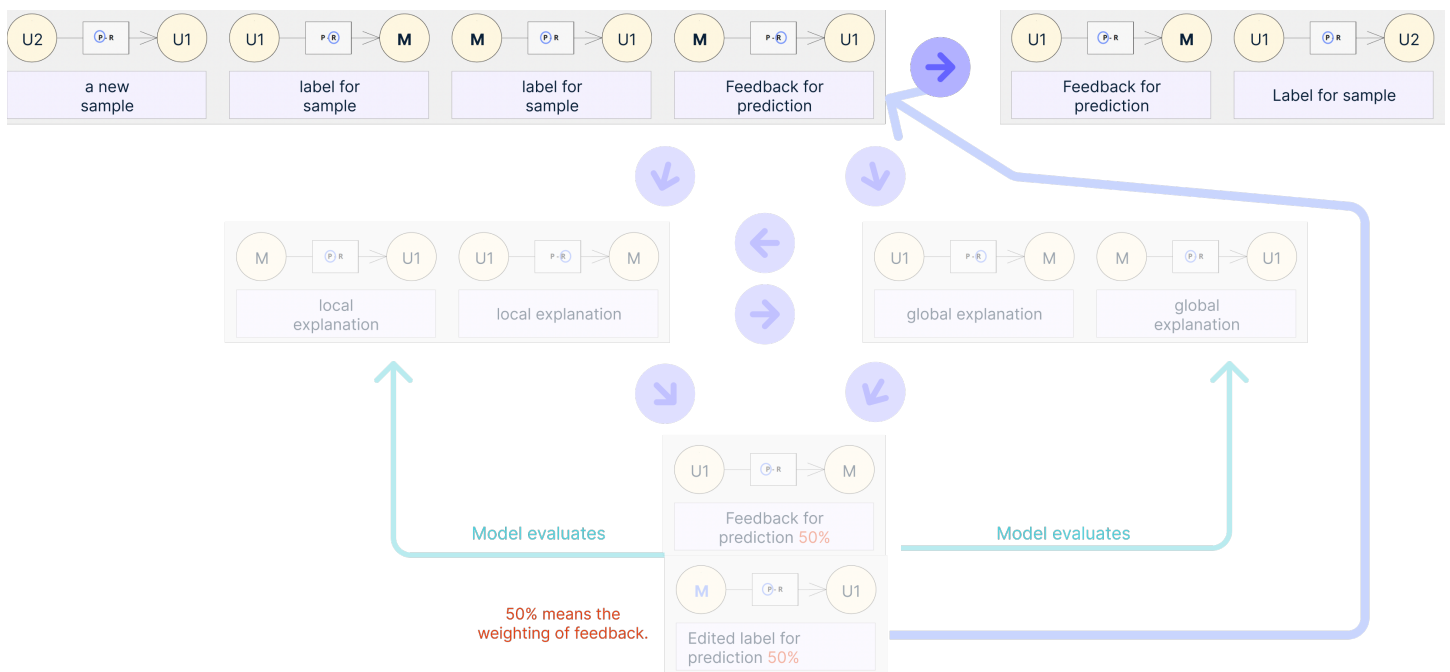 U2 P-R U1 U1 P-R M M P-R U1 M P-R U1 U1 P-R M U1 P-R U2
a new
sample
label for
sample
label for
sample
Feedback for
prediction
Feedback for
prediction
Label for sample
M P R U1 U1 P-R M U1 P-R M M P R U1
local
explanation
local explanation
global explanation
global
explanation
U1 P-R M
Feedback for
prediction 50%
Model evaluates
Model evaluates
M P-R U1
50% means the
weighting of feedback.
Edited label for
prediction 50%